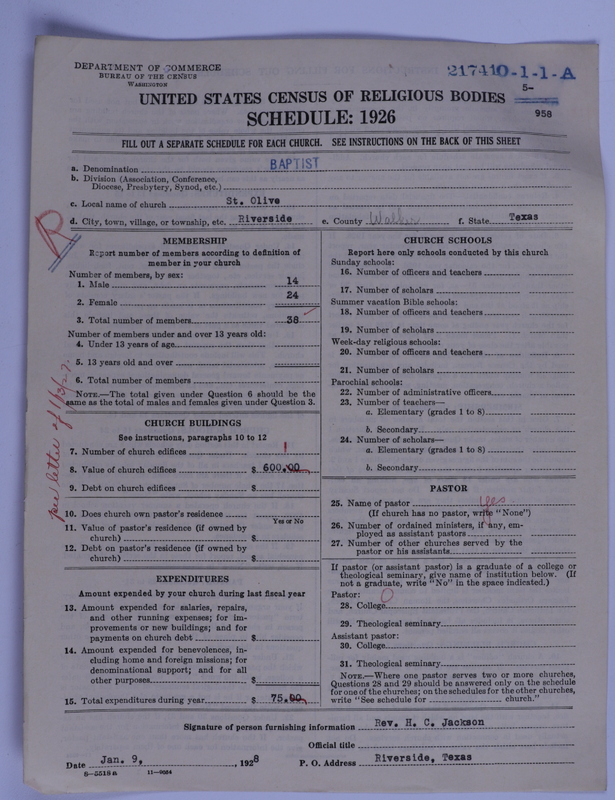 DEPARTMENT OF COMMERCE
BUREAU OF THE CENSUS
WASHINGTON
217410-1-1-A
5-
958
UNITED STATES CENSUS OF RELIGIOUS BODIES
SCHEDULE: 1926
FILL OUT A SEPARATE SCHEDULE FOR EACH CHURCH. SEE INSTRUCTIONS ON THE BACK OF THIS SHEET
a. Denomination BAPTIST
b. Division (Association, Conference,
Diocese, Presbytery, Synod, etc.)
c. Local name of church St. Olive
d. City, town, village, or township, etc. Riverside e. County Walker f. State Texas
R
per letter of 1/3/27.
MEMBERSHIP
Report number of members according to definition of
member in your church
Number of members, by sex:
1. Male 14
2. Female 24
3. Total number of members 38
Number of members under and over 13 years old:
4. Under 13 years of age
5. 13 years old and over
6. Total number of members
NOTE.—The total given under Question 6 should be the
same as the total of males and females given under Question 3.
CHURCH BUILDINGS
See instructions, paragraphs 10 to 12
7. Number of church edifices 1
8. Value of church edifices $ 600.00
9. Debt on church edifices $
10. Does church own pastor's residence
Yes or No
11. Value of pastor's residence (if owned by
church) $
12. Debt on pastor's residence (if owned by
church) $
EXPENDITURES
Amount expended by your church during last fiscal year
13. Amount expended for salaries, repairs,
and other running expenses; for im-
provements or new buildings; and for
payments on church debt $
14. Amount expended for benevolences, in-
cluding home and foreign missions; for
denominational support; and for all
other purposes $
15. Total expenditures during year $ 75.00
CHURCH SCHOOLS
Report here only schools conducted by this church
Sunday schools:
16. Number of officers and teachers
17. Number of scholars
Summer vacation Bible schools:
18. Number of officers and teachers
19. Number of scholars
Week-day religious schools:
20. Number of officers and teachers
21. Number of scholars
Parochial schools:
22. Number of administrative officers
23. Number of teachers—
a. Elementary (grades 1 to 8)
b. Secondary
24. Number of scholars—
a. Elementary (grades 1 to 8)
b. Secondary
PASTOR
25. Name of pastor yes
(If church has no pastor, write "None")
26. Number of ordained ministers, if any, em-
ployed as assistant pastors
27. Number of other churches served by the
pastor or his assistants
If pastor (or assistant pastor) is a graduate of a college or
theological seminary, give name of institution below. (If
not a graduate, write "No" in the space indicated.)
Pastor: 0
28. College
29. Theological seminary
Assistant pastor:
30. College
31. Theological seminary
NOTE.—Where one pastor serves two or more churches,
Questions 28 and 29 should be answered only on the schedule
for one of the churches; on the schedules for the other churches,
write "See schedule for church."
Signature of person furnishing information Rev. H. C. Jackson
Official title
Date Jan. 9, , 1928 P. O. Address Riverside, Texas
8-5518a 11-9024